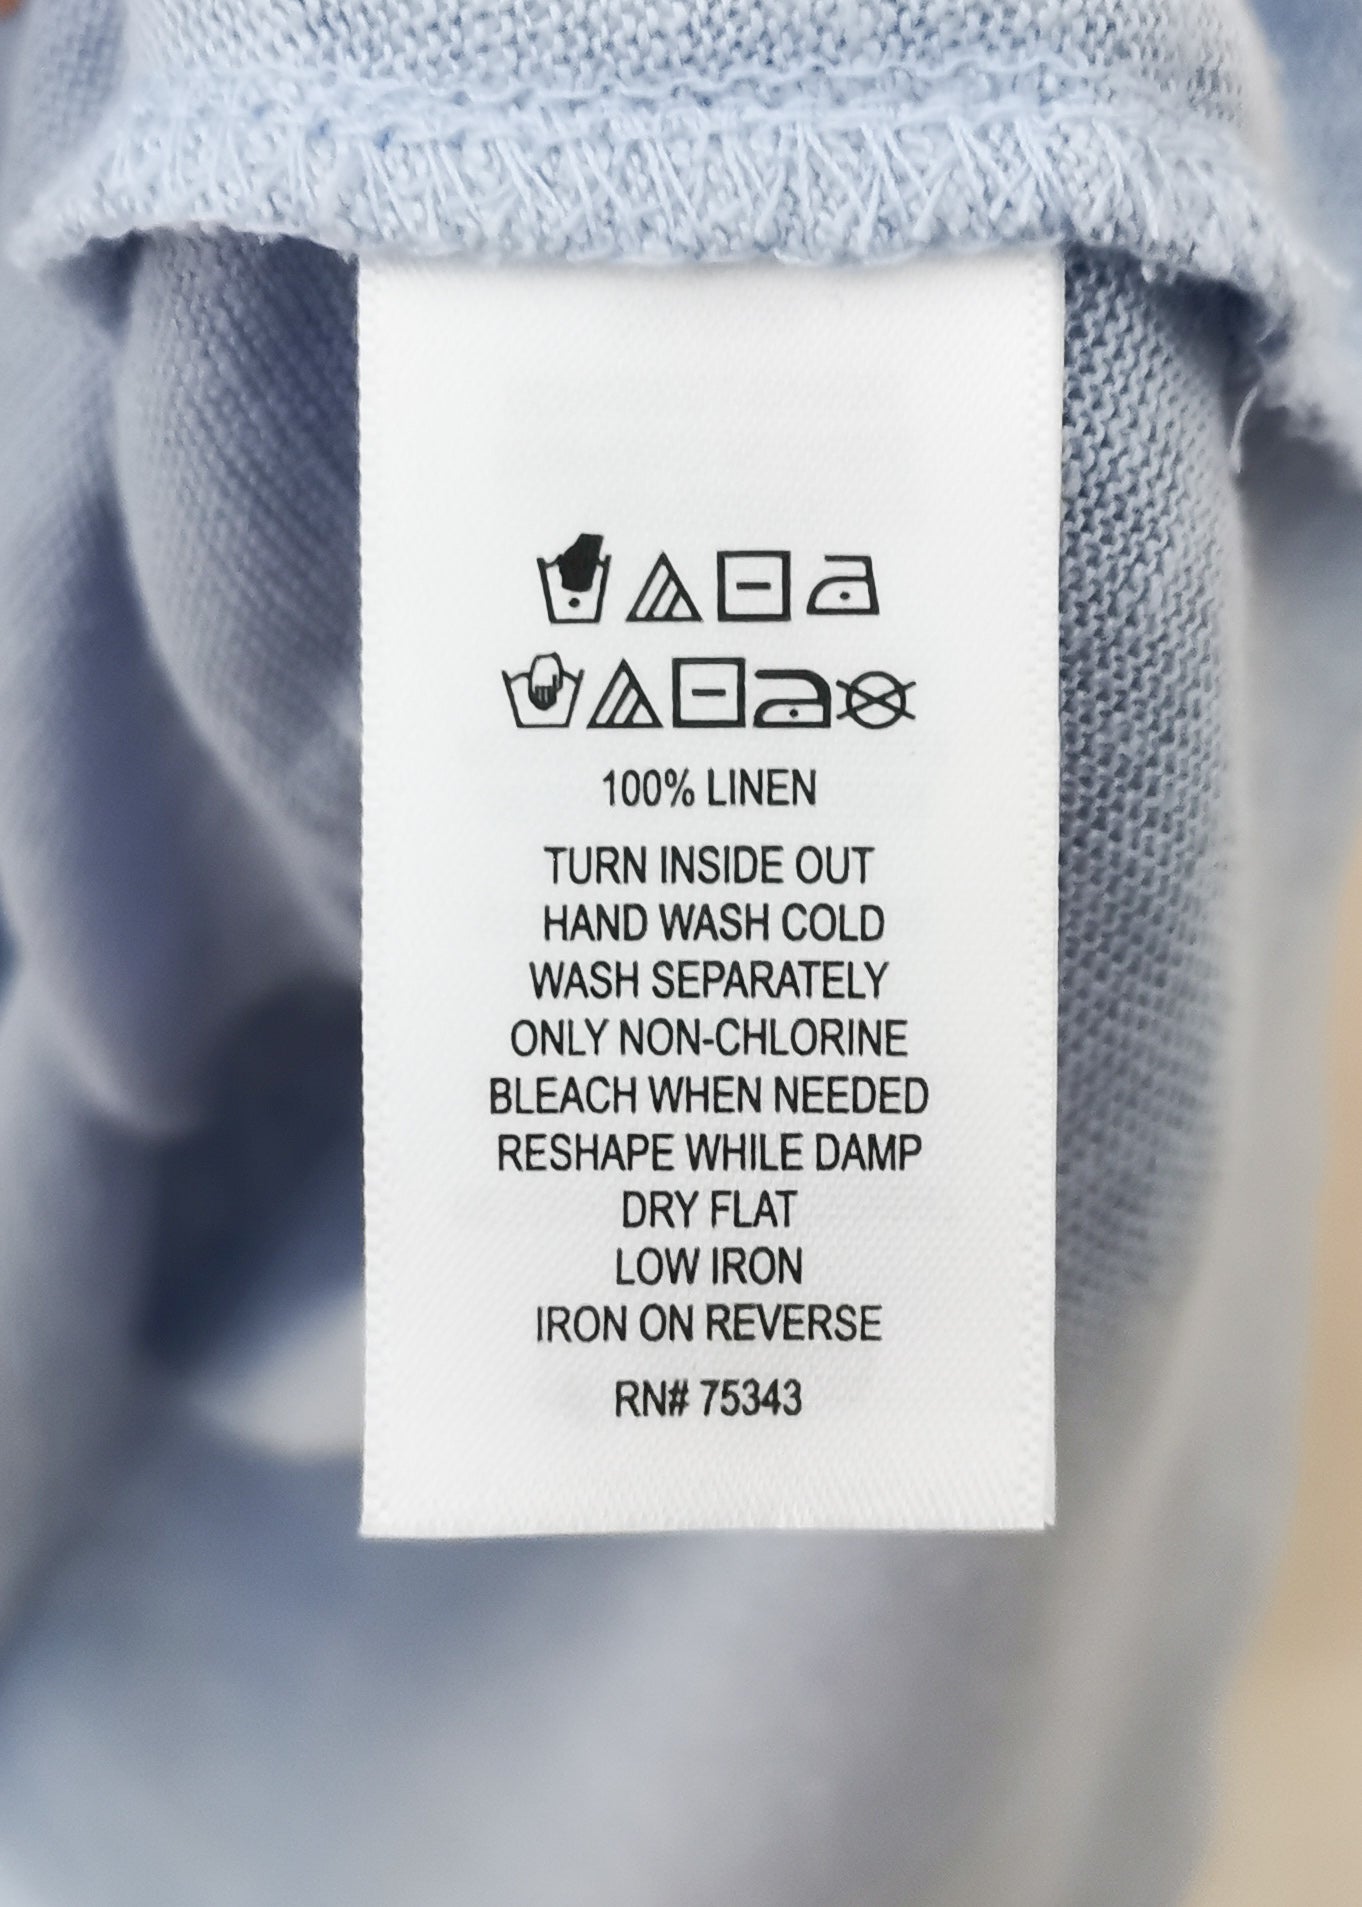 100% LINEN
TURN INSIDE OUT
HAND WASH COLD
WASH SEPARATELY
ONLY NON-CHLORINE
BLEACH WHEN NEEDED
RESHAPE WHILE DAMP
DRY FLAT
LOW IRON
IRON ON REVERSE
RN# 75343